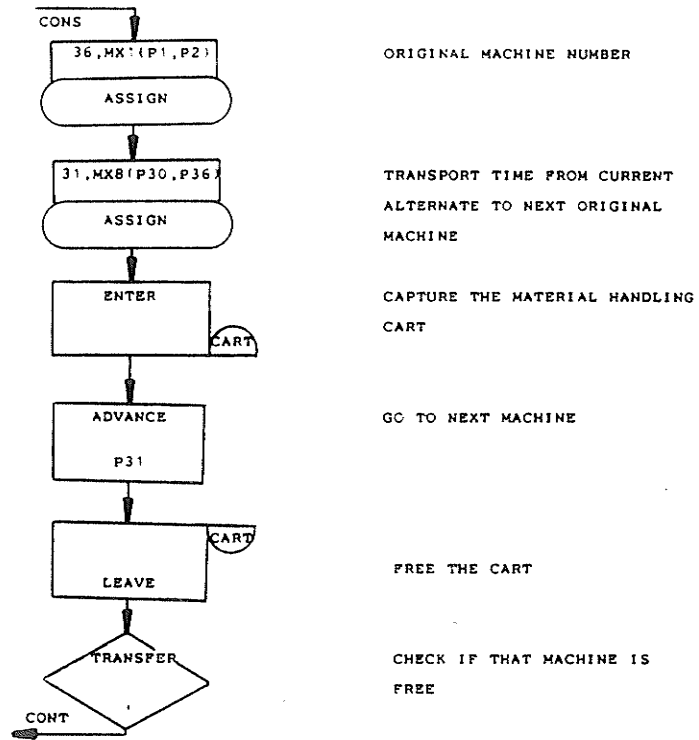 CONS
36,MX1(P1,P2)
ORIGINAL MACHINE NUMBER
ASSIGN
31,MX8(P30,P36)
TRANSPORT TIME FROM CURRENT
ALTERNATE TO NEXT ORIGINAL
MACHINE
ASSIGN
ENTER
CAPTURE THE MATERIAL HANDLING
CART
CART
ADVANCE
GO TO NEXT MACHINE
P31
CART
LEAVE
FREE THE CART
TRANSFER
CHECK IF THAT MACHINE IS
FREE
CONT